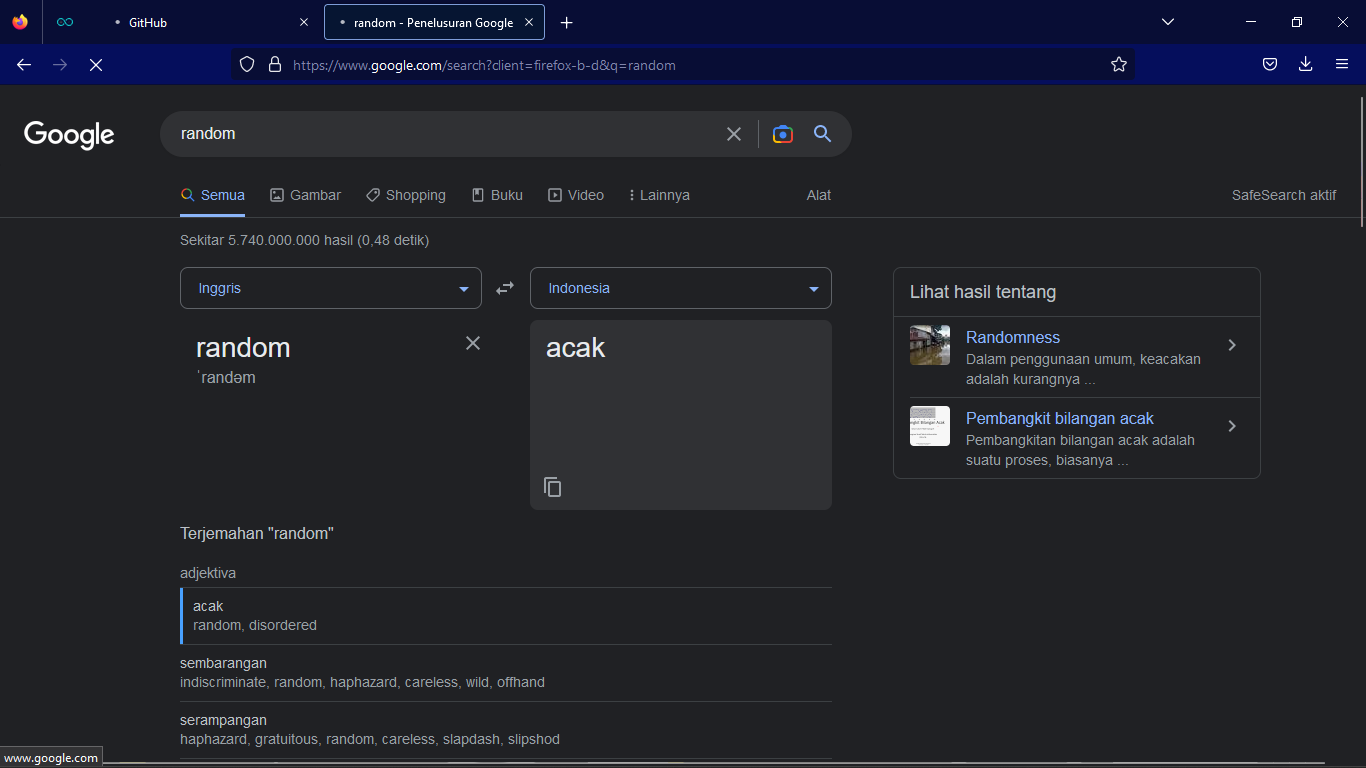 GitHub
random - Penelusuran Google
https://www.google.com/search?client=firefox-b-d&q=random
Google
random
Semua
Gambar
Shopping
Buku
Video
Lainnya
Alat
SafeSearch aktif
Sekitar 5.740.000.000 hasil (0,48 detik)
Inggris
Indonesia
random
ˈrandəm
acak
Terjemahan "random"
adjektiva
acak
random, disordered
sembarangan
indiscriminate, random, haphazard, careless, wild, offhand
serampangan
haphazard, gratuitous, random, careless, slapdash, slipshod
Lihat hasil tentang
Randomness
Dalam penggunaan umum, keacakan
adalah kurangnya ...
Pembangkit bilangan acak
Pembangkitan bilangan acak adalah
suatu proses, biasanya ...
www.google.com